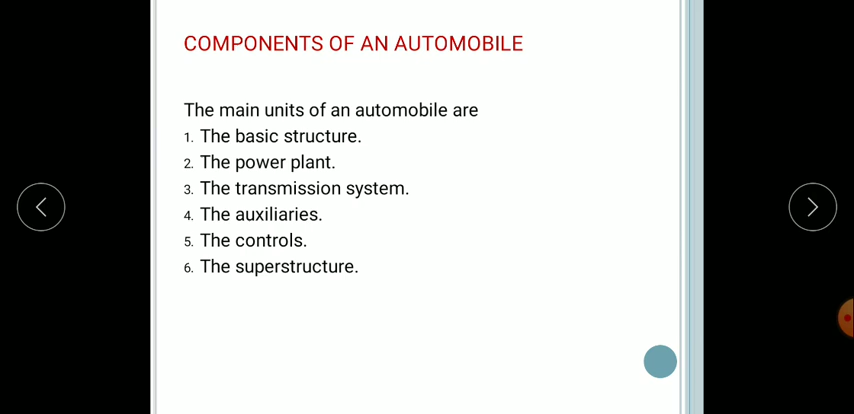 COMPONENTS OF AN AUTOMOBILE
The main units of an automobile are
1. The basic structure.
2. The power plant.
3. The transmission system.
4. The auxiliaries.
5. The controls.
6. The superstructure.